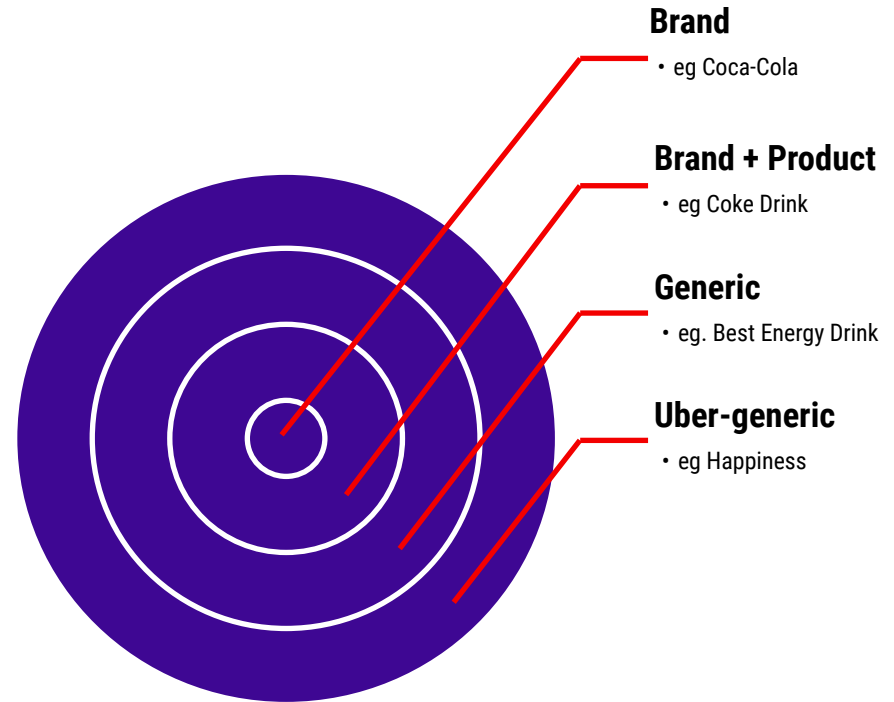 Brand
• eg Coca-Cola
Brand + Product
• eg Coke Drink
Generic
• eg. Best Energy Drink
Uber-generic
• eg Happiness